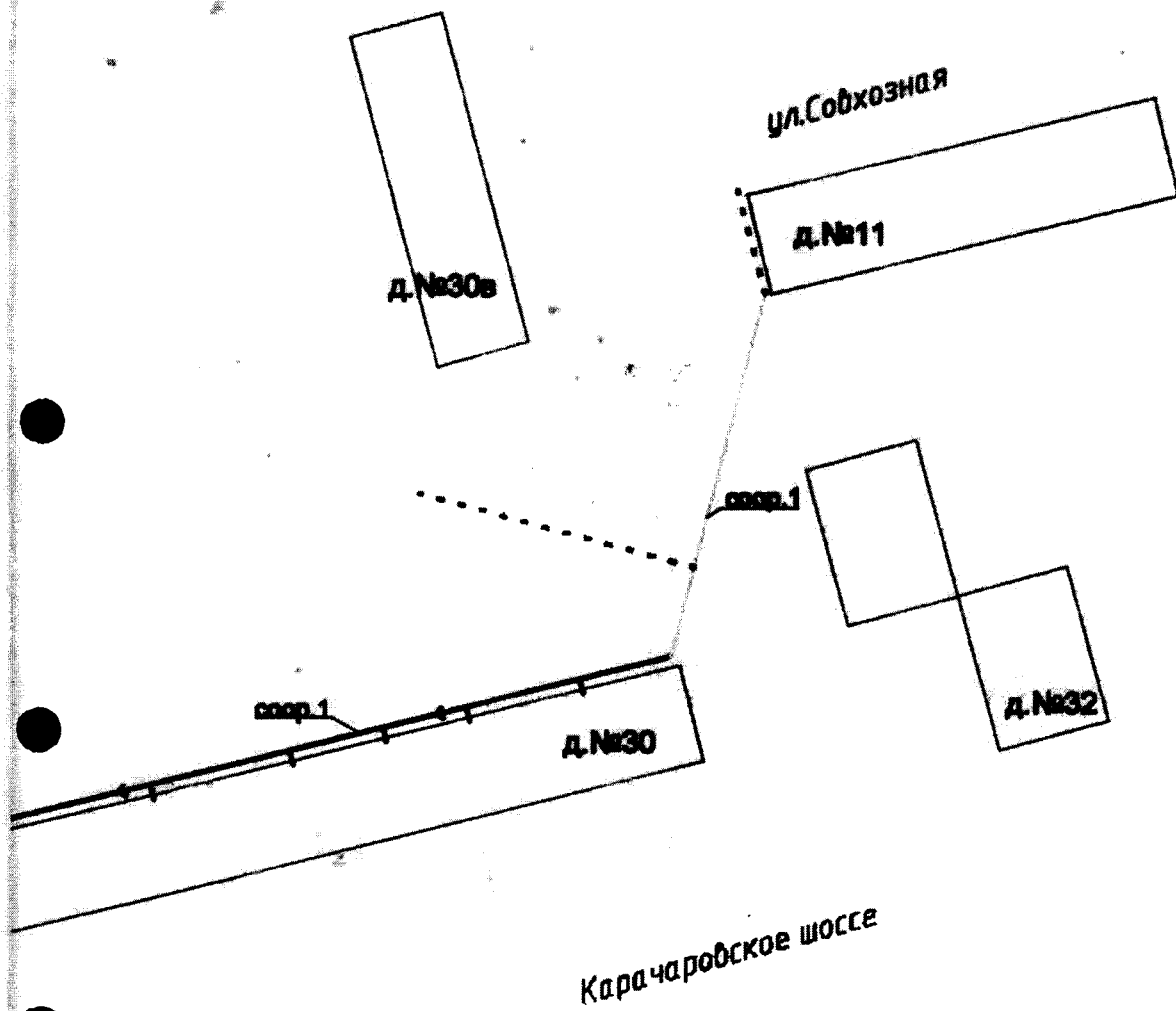 ул.Совхозная
д.№11
д.№30в
соор.1
соор.1
д.№32
д.№30
Карачаровское шоссе